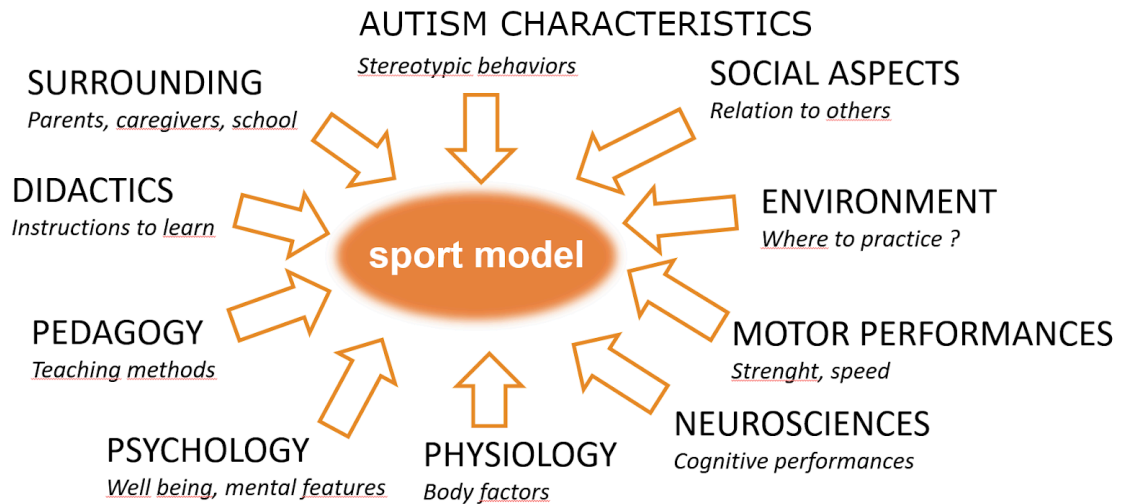 AUTISM CHARACTERISTICS
Stereotypic behaviors
SURROUNDING
Parents, caregivers, school
SOCIAL ASPECTS
Relation to others
DIDACTICS
Instructions to learn
ENVIRONMENT
Where to practice ?
sport model
PEDAGOGY
Teaching methods
MOTOR PERFORMANCES
Strenght, speed
PSYCHOLOGY
Well being, mental features
PHYSIOLOGY
Body factors
NEUROSCIENCES
Cognitive performances